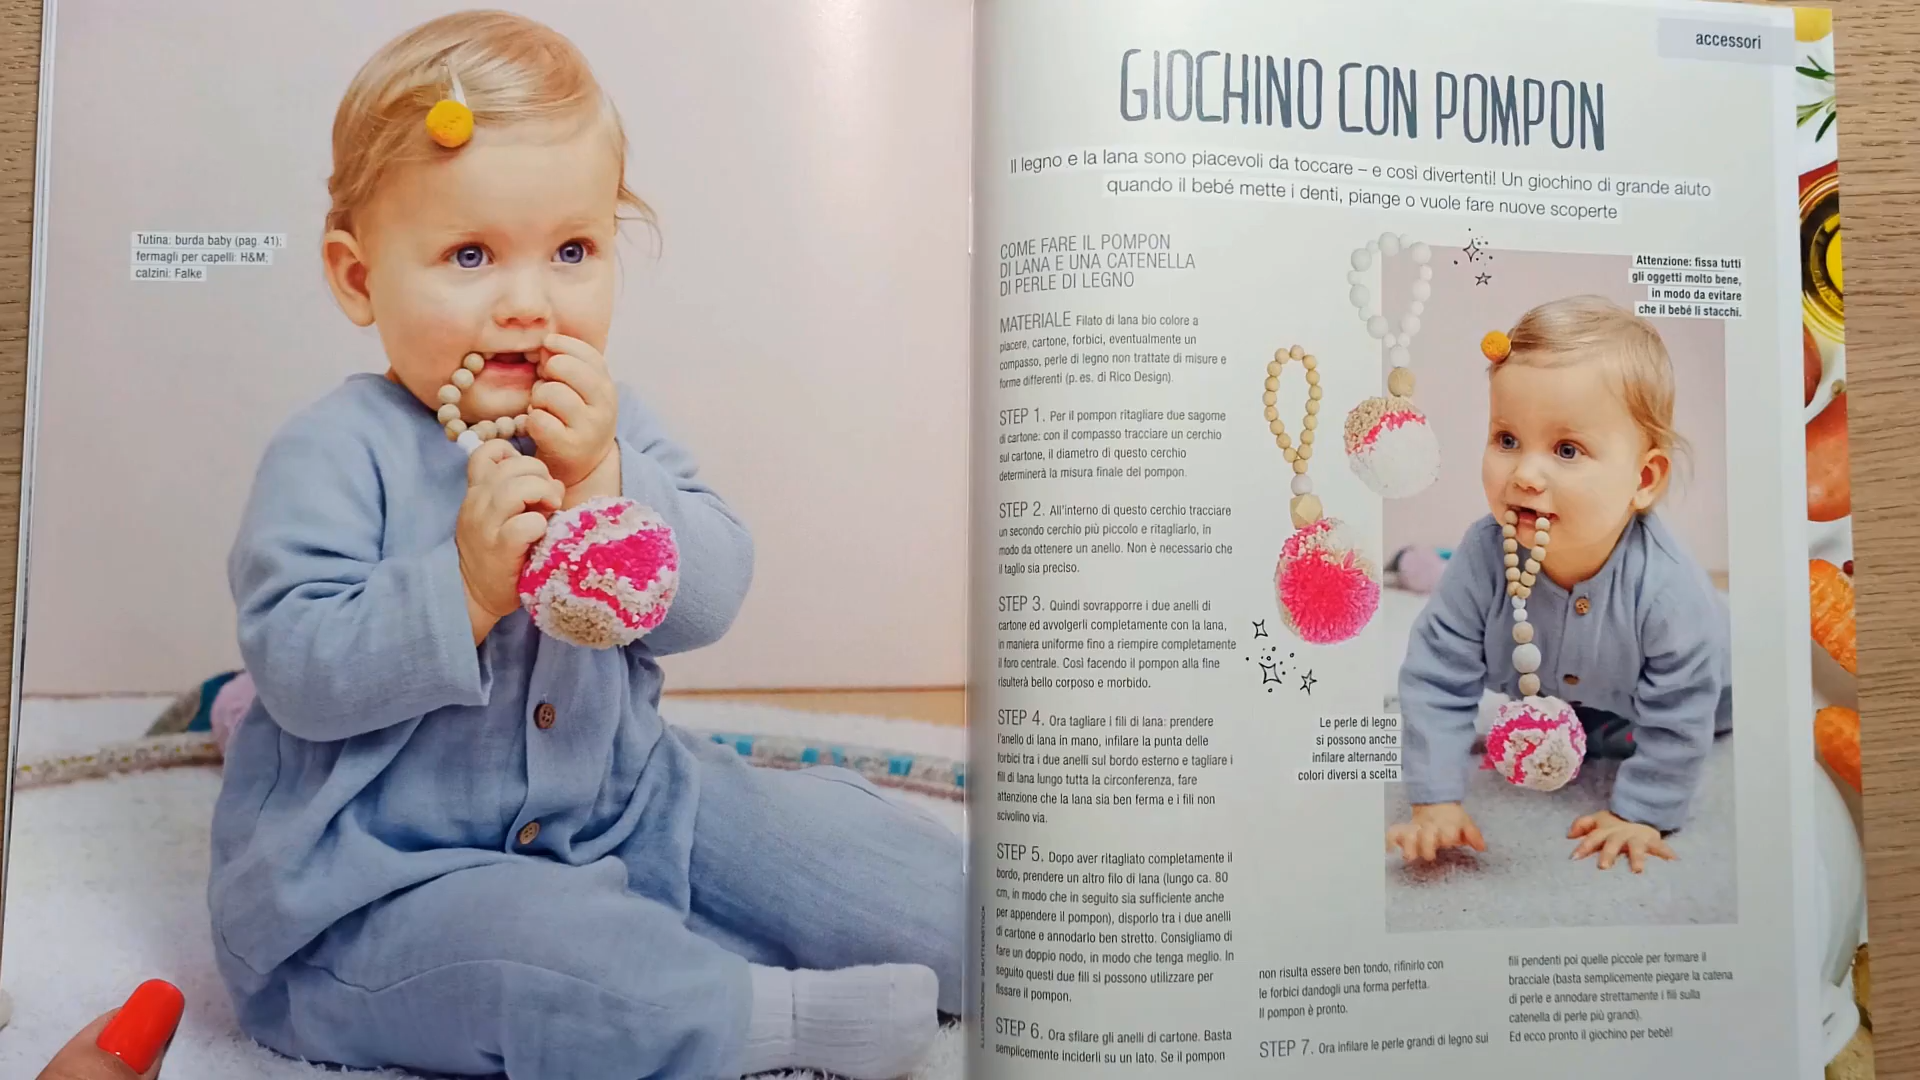 Tutina: burda baby (pag. 41);
fermagli per capelli: H&M;
calzini: Falke
accessori
GIOCHINO CON POMPON
Il legno e la lana sono piacevoli da toccare – e così divertenti! Un giochino di grande aiuto
quando il bebé mette i denti, piange o vuole fare nuove scoperte
COME FARE IL POMPON
DI LANA E UNA CATENELLA
DI PERLE DI LEGNO
MATERIALE Filato di lana bio colore a
piacere, cartone, forbici, eventualmente un
compasso, perle di legno non trattate di misure e
forme differenti (p. es. di Rico Design).
STEP 1. Per il pompon ritagliare due sagome
di cartone: con il compasso tracciare un cerchio
sul cartone, il diametro di questo cerchio
determinerà la misura finale del pompon.
STEP 2. All'interno di questo cerchio tracciare
un secondo cerchio più piccolo e ritagliarlo, in
modo da ottenere un anello. Non è necessario che
il taglio sia preciso.
STEP 3. Quindi sovrapporre i due anelli di
cartone ed avvolgerli completamente con la lana,
in maniera uniforme fino a riempire completamente
il foro centrale. Così facendo il pompon alla fine
risulterà bello corposo e morbido.
STEP 4. Ora tagliare i fili di lana: prendere
l'anello di lana in mano, infilare la punta delle
forbici tra i due anelli sul bordo esterno e tagliare i
fili di lana lungo tutta la circonferenza, fare
attenzione che la lana sia ben ferma e i fili non
scivolino via.
STEP 5. Dopo aver ritagliato completamente il
bordo, prendere un altro filo di lana (lungo ca. 80
cm, in modo che in seguito sia sufficiente anche
per appendere il pompon), disporlo tra i due anelli
di cartone e annodarlo ben stretto. Consigliamo di
fare un doppio nodo, in modo che tenga meglio. In
seguito questi due fili si possono utilizzare per
fissare il pompon.
STEP 6. Ora sfilare gli anelli di cartone. Basta
semplicemente inciderli su un lato. Se il pompon
ILLUSTRAZIONI: SHUTTERSTOCK
Attenzione: fissa tutti
gli oggetti molto bene,
in modo da evitare
che il bebé li stacchi.
Le perle di legno
si possono anche
infilare alternando
colori diversi a scelta
non risulta essere ben tondo, rifinirlo con
le forbici dandogli una forma perfetta.
Il pompon è pronto.
STEP 7. Ora infilare le perle grandi di legno sui
fili pendenti poi quelle piccole per formare il
bracciale (basta semplicemente piegare la catena
di perle e annodare strettamente i fili sulla
catenella di perle più grandi).
Ed ecco pronto il giochino per bebè!